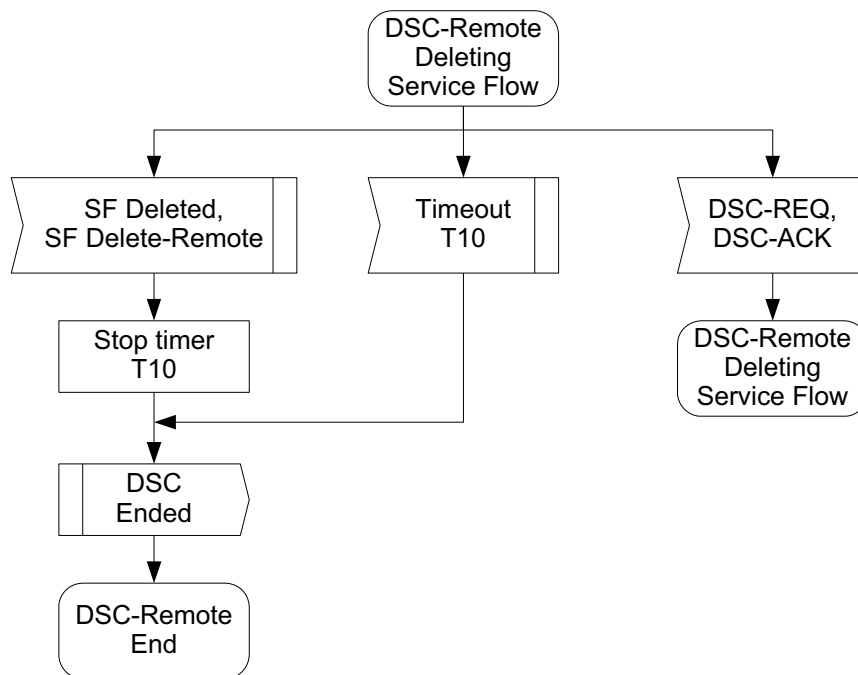 DSC-Remote
Deleting
Service Flow
SF Deleted,
SF Delete-Remote
Timeout
T10
DSC-REQ,
DSC-ACK
Stop timer
T10
DSC-Remote
Deleting
Service Flow
DSC
Ended
DSC-Remote
End